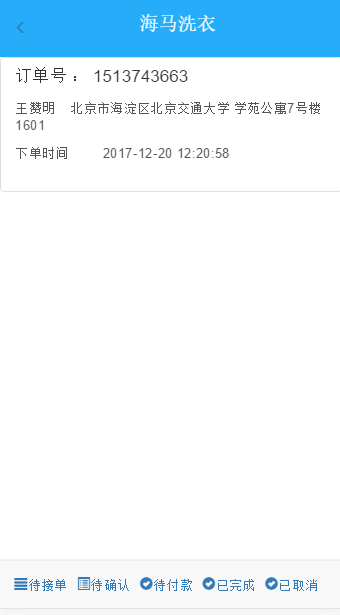 海马洗衣
订单号： 1513743663
王赞明 北京市海淀区北京交通大学 学苑公寓7号楼
1601
下单时间 2017-12-20 12:20:58
待接单 待确认 待付款 已完成 已取消